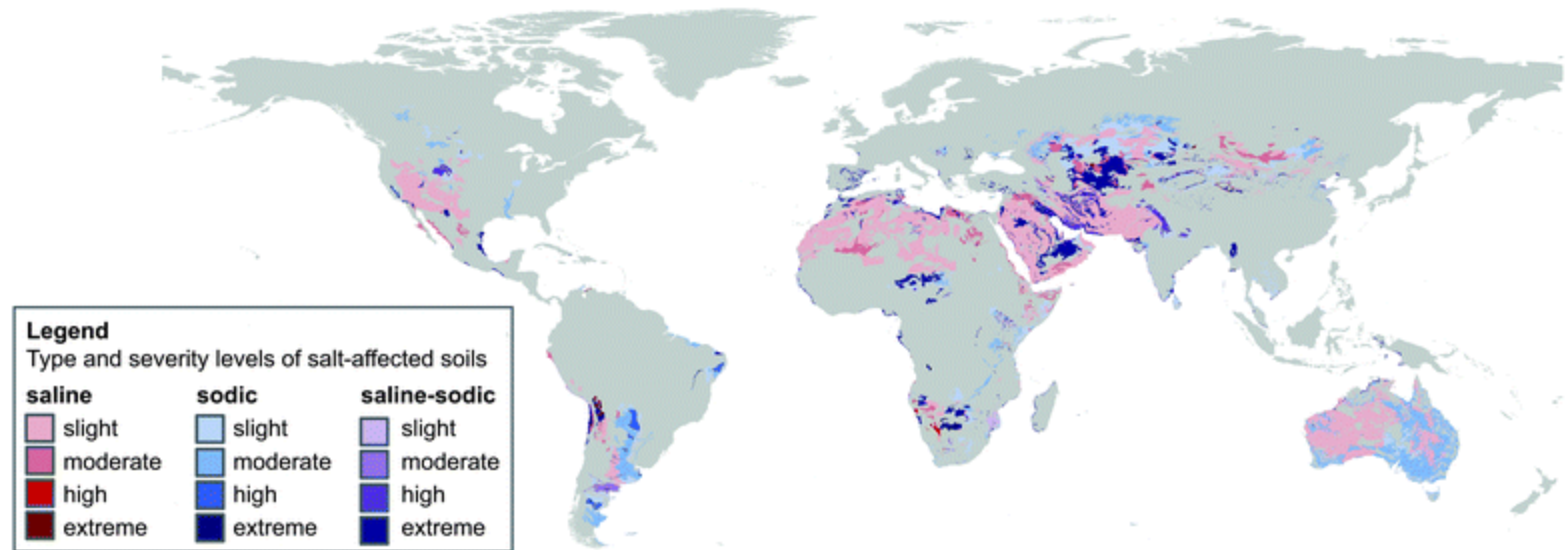 Legend
Type and severity levels of salt-affected soils
saline sodic saline-sodic
slight slight slight
moderate moderate moderate
high high high
extreme extreme extreme